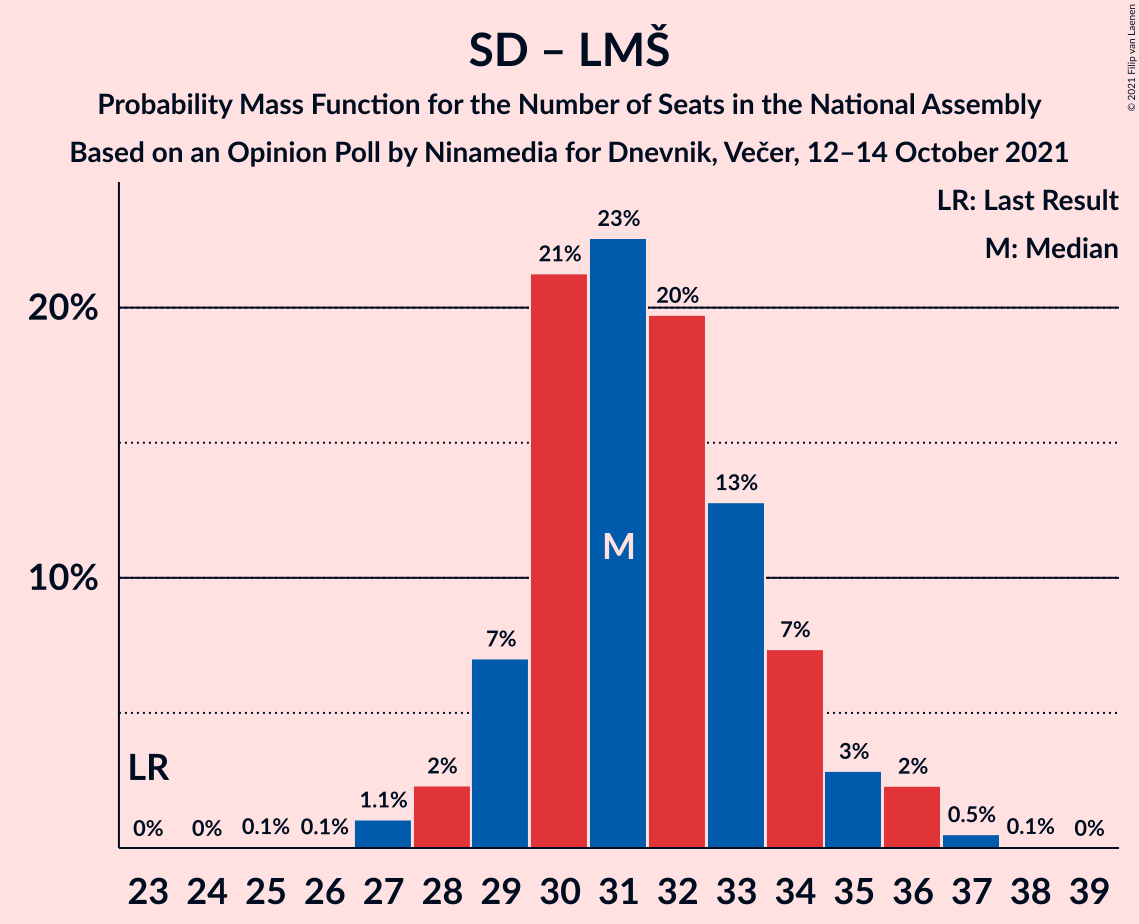 SD – LMŠ
Probability Mass Function for the Number of Seats in the National Assembly
Based on an Opinion Poll by Ninamedia for Dnevnik, Večer, 12–14 October 2021
© 2021 Filip van Laenen
LR: Last Result
M: Median
20%
10%
23%
21%
20%
13%
M
7%
7%
LR
3%
2%
2%
1.1%
0.5%
0% 0% 0.1% 0.1% 0.1% 0%
23 24 25 26 27 28 29 30 31 32 33 34 35 36 37 38 39